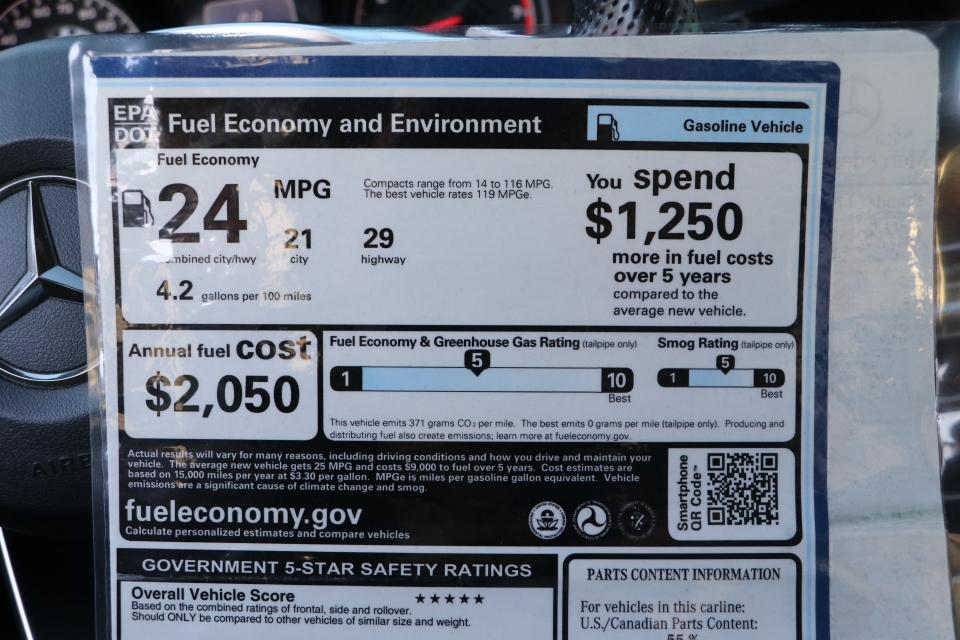 EPA
DOT
Fuel Economy and Environment
Gasoline Vehicle
Fuel Economy
24
MPG
combined city/hwy
21
city
29
highway
4.2 gallons per 100 miles
Compacts range from 14 to 116 MPG.
The best vehicle rates 119 MPGe.
You spend
$1,250
more in fuel costs
over 5 years
compared to the
average new vehicle.
Annual fuel cost
$2,050
Fuel Economy & Greenhouse Gas Rating (tailpipe only)
5
1
10
Best
Smog Rating (tailpipe only)
5
1
10
Best
This vehicle emits 371 grams CO₂ per mile. The best emits 0 grams per mile (tailpipe only). Producing and
distributing fuel also create emissions; learn more at fueleconomy.gov.
Actual results will vary for many reasons, including driving conditions and how you drive and maintain your
vehicle. The average new vehicle gets 25 MPG and costs $9,000 to fuel over 5 years. Cost estimates are
based on 15,000 miles per year at $3.30 per gallon. MPGe is miles per gasoline gallon equivalent. Vehicle
emissions are a significant cause of climate change and smog.
fueleconomy.gov
Calculate personalized estimates and compare vehicles
Smartphone
QR Code™
GOVERNMENT 5-STAR SAFETY RATINGS
Overall Vehicle Score ★★★★★
Based on the combined ratings of frontal, side and rollover.
Should ONLY be compared to other vehicles of similar size and weight.
PARTS CONTENT INFORMATION
For vehicles in this carline:
U.S./Canadian Parts Content:
55 %